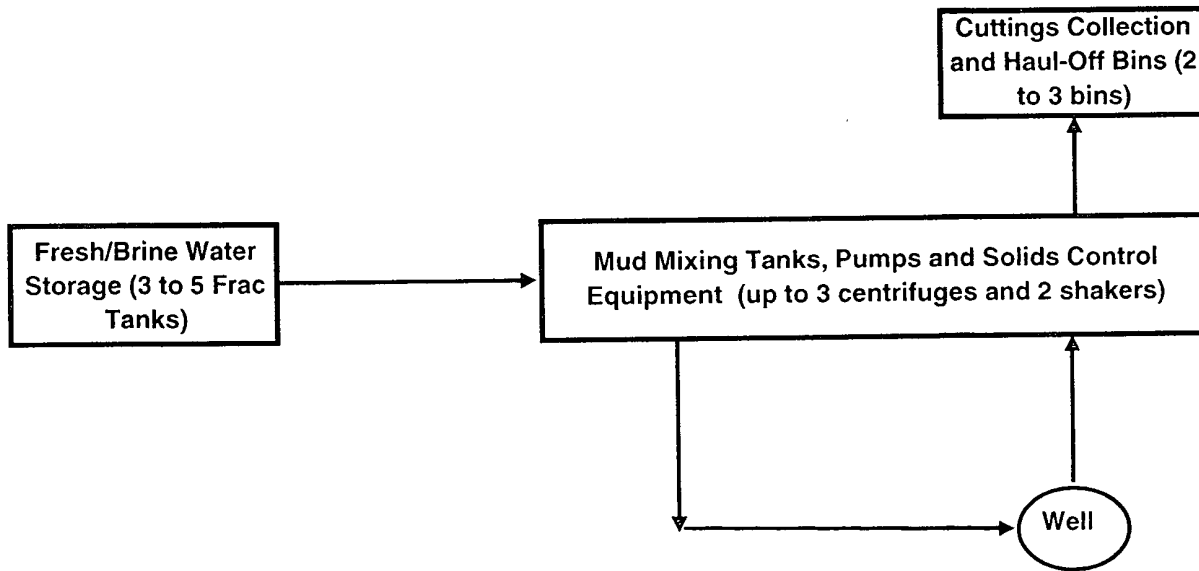 Cuttings Collection
and Haul-Off Bins (2
to 3 bins)
Fresh/Brine Water
Storage (3 to 5 Frac
Tanks)
Mud Mixing Tanks, Pumps and Solids Control
Equipment (up to 3 centrifuges and 2 shakers)
Well